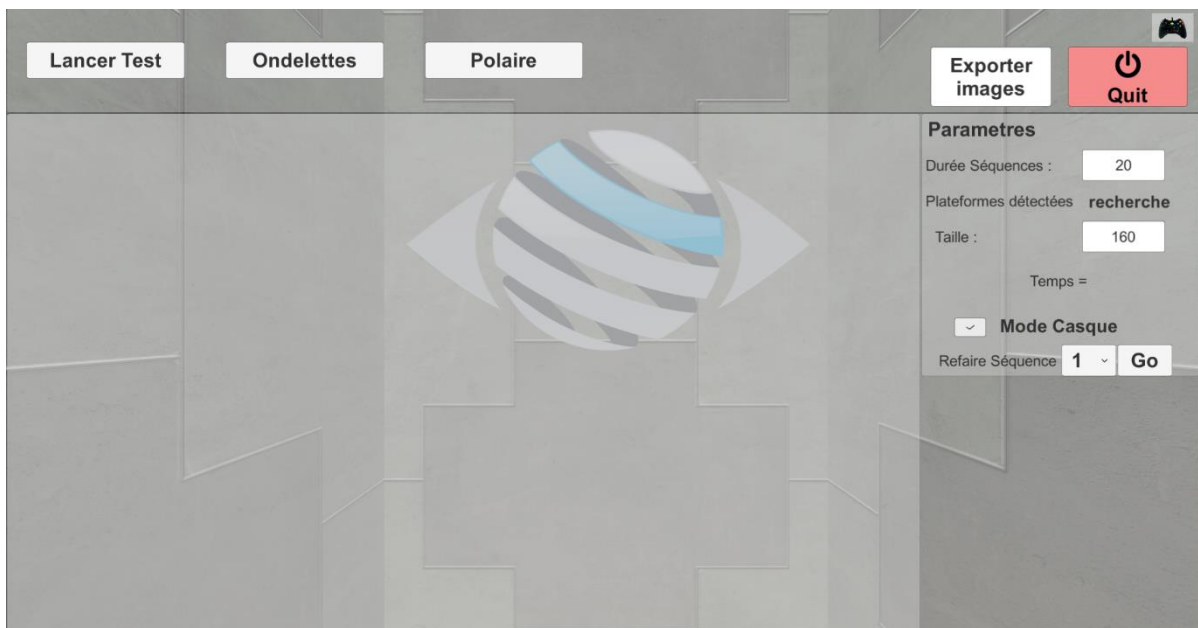 Lancer Test
Ondelettes
Polaire
Exporter
images
Quit
Parametres
Durée Séquences : 20
Plateformes détectées recherche
Taille : 160
Temps =
Mode Casque
Refaire Séquence 1 Go